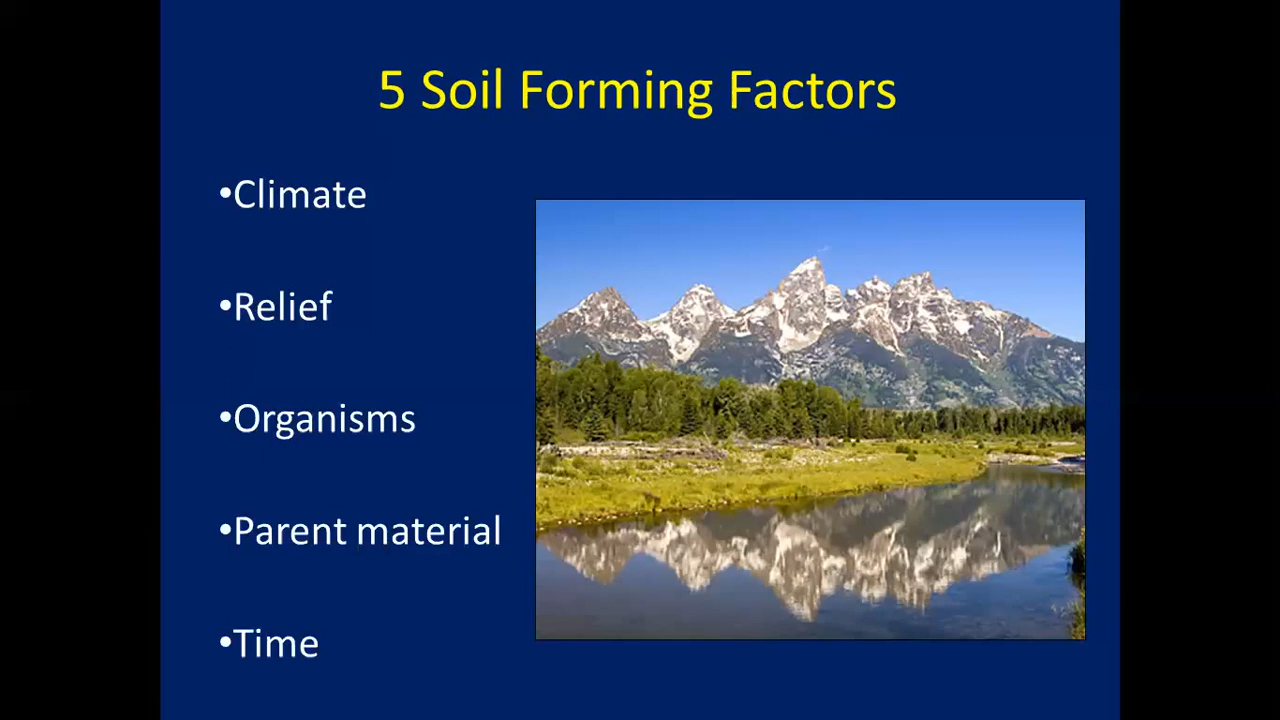 5 Soil Forming Factors
•Climate
•Relief
•Organisms
•Parent material
•Time